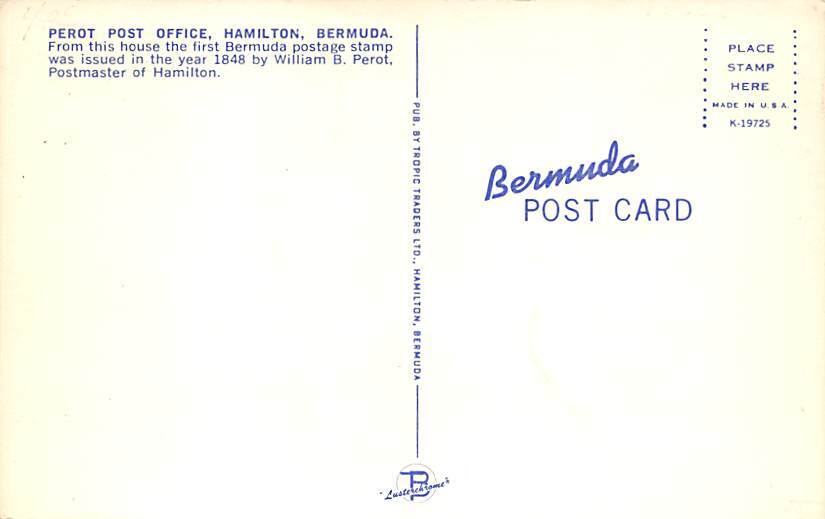 PEROT POST OFFICE, HAMILTON, BERMUDA.
From this house the first Bermuda postage stamp
was issued in the year 1848 by William B. Perot,
Postmaster of Hamilton.
PUB. BY TROPIC TRADERS LTD., HAMILTON, BERMUDA
PLACE
STAMP
HERE
MADE IN U.S.A.
K-19725
Bermuda
POST CARD
"Lusterchrome"